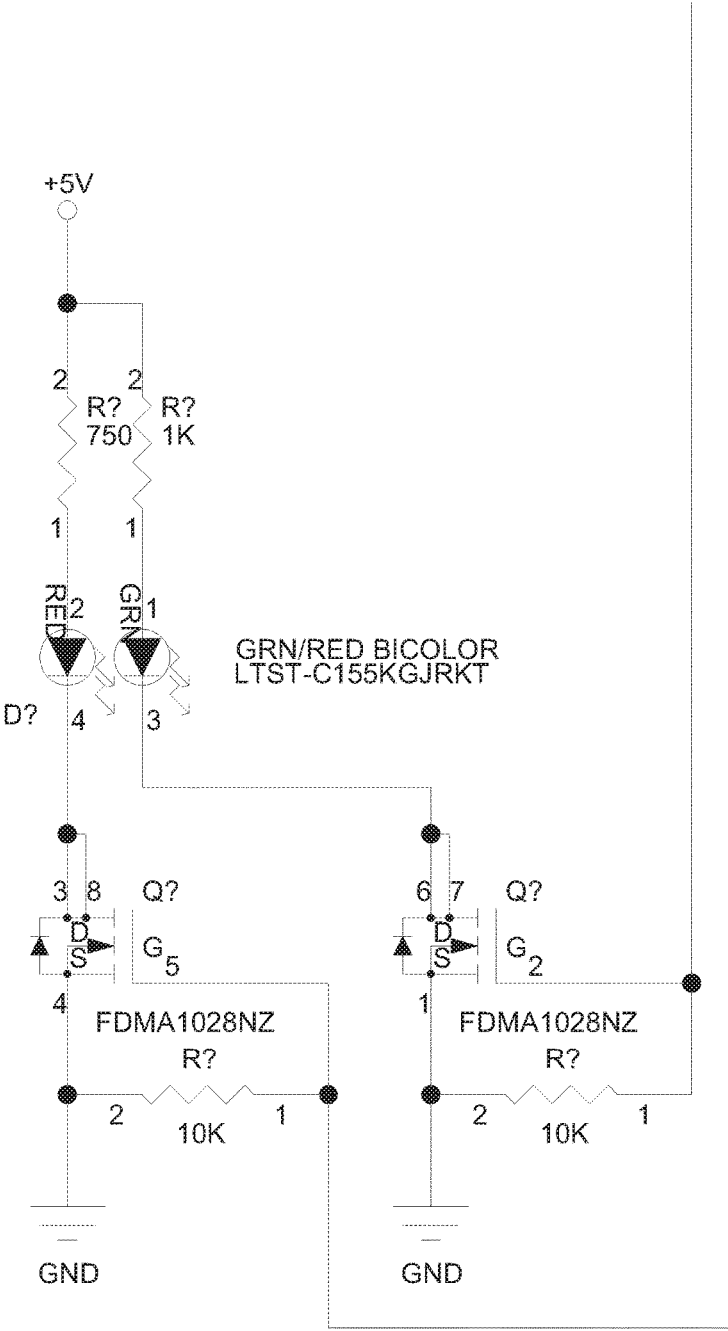 +5V
2
2
R?
R?
750
1K
1
1
RED
2
GRN
1
GRN/RED BICOLOR
LTST-C155KGJRKT
D?
4
3
3
8
Q?
6
7
Q?
D
G
5
S
D
G
2
S
4
1
FDMA1028NZ
FDMA1028NZ
R?
R?
2
1
2
1
10K
10K
GND
GND